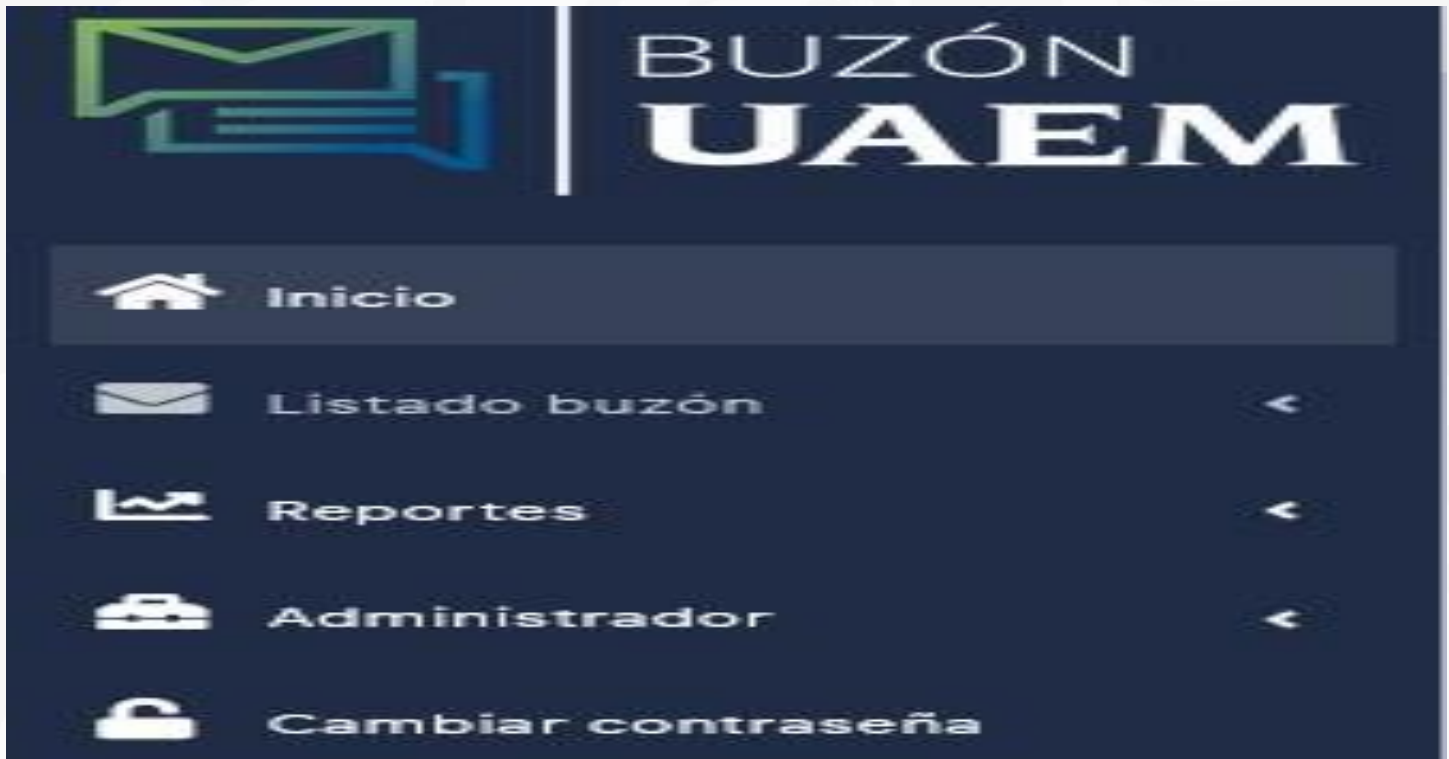 BUZÓN
UAEM
Inicio
Listado buzón <
Reportes <
Administrador <
Cambiar contraseña